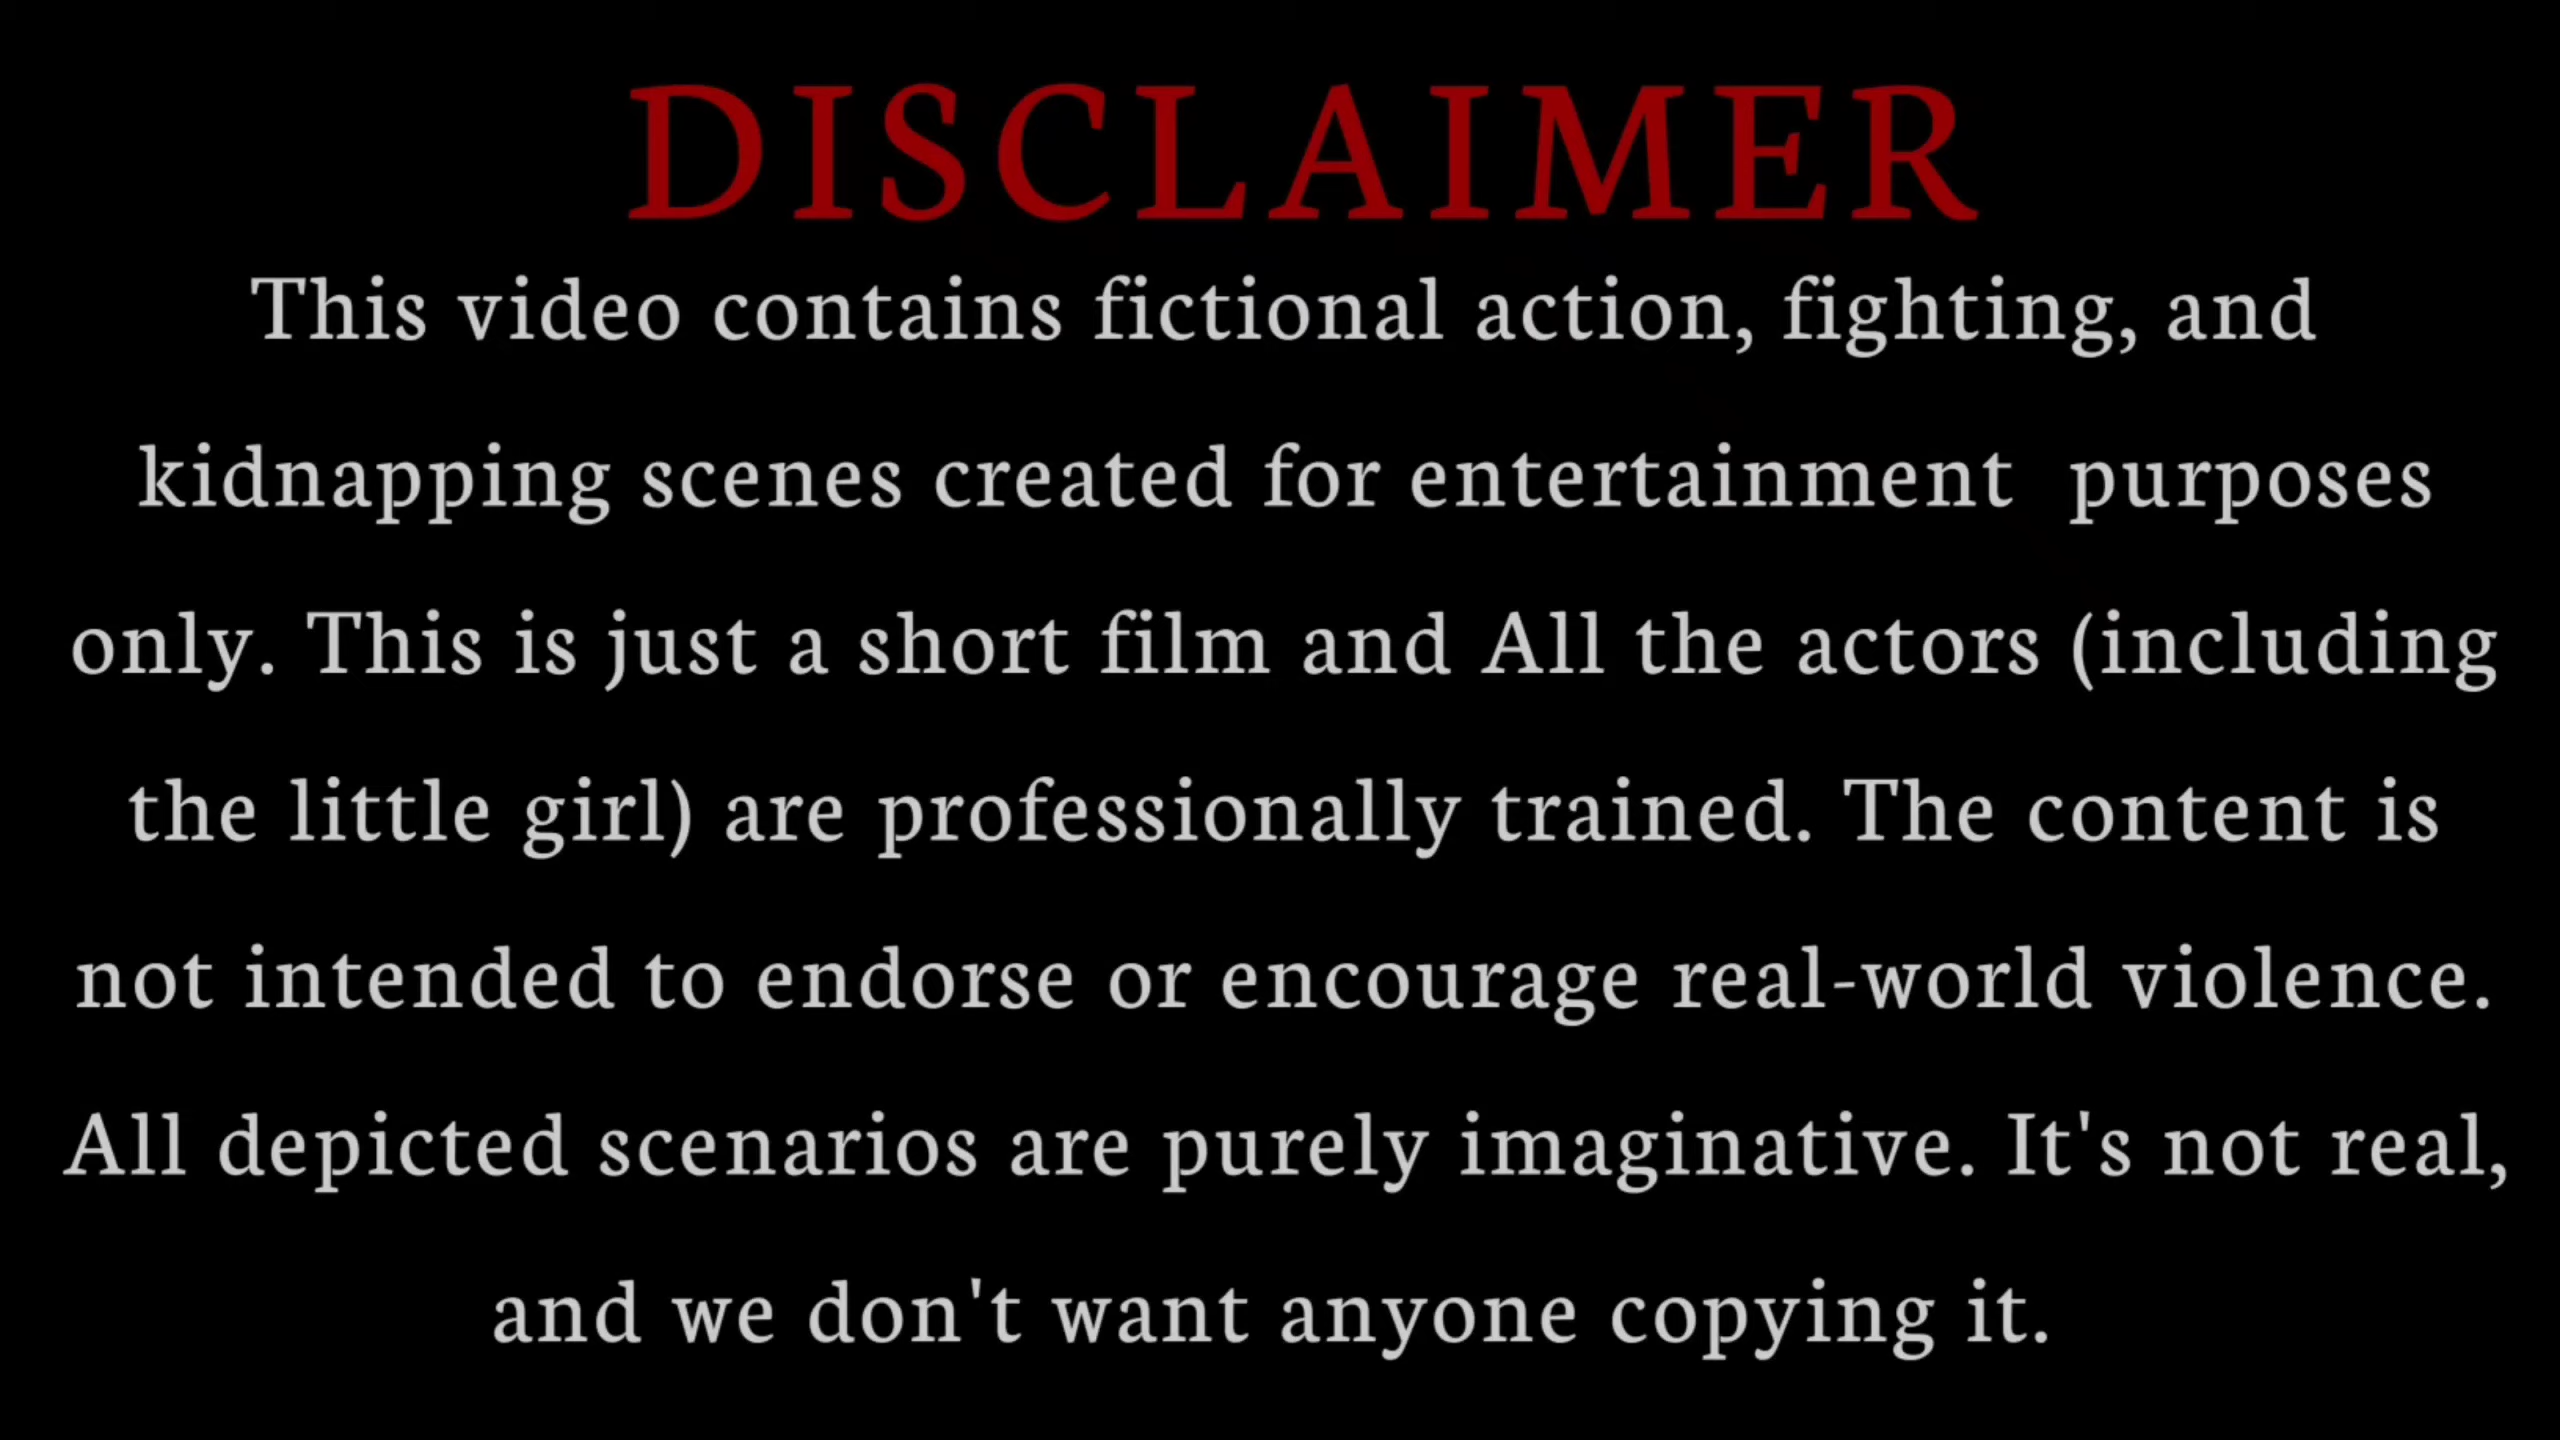 DISCLAIMER
This video contains fictional action, fighting, and
kidnapping scenes created for entertainment  purposes
only. This is just a short film and All the actors (including
the little girl) are professionally trained. The content is
not intended to endorse or encourage real-world violence.
All depicted scenarios are purely imaginative. It's not real,
and we don't want anyone copying it.